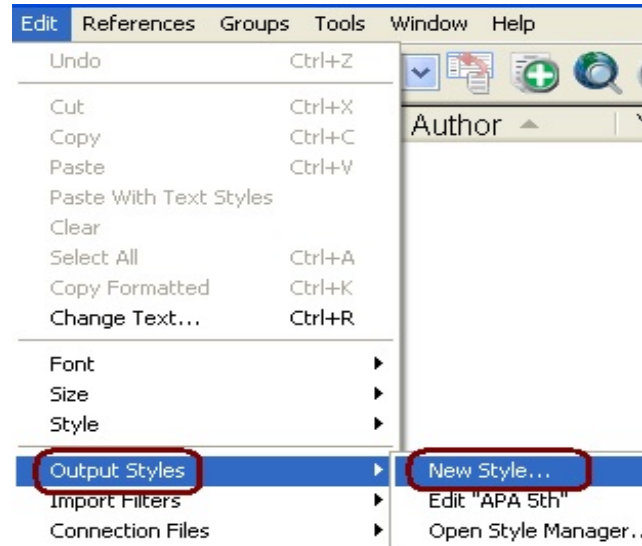 Edit References Groups Tools Window Help
Undo Ctrl+Z
Cut Ctrl+X
Author
Copy Ctrl+C
Paste Ctrl+V
Paste With Text Styles
Clear
Select All Ctrl+A
Copy Formatted Ctrl+K
Change Text... Ctrl+R
Font
Size
Style
Output Styles New Style...
Import Filters Edit "APA 5th"
Connection Files Open Style Manager..